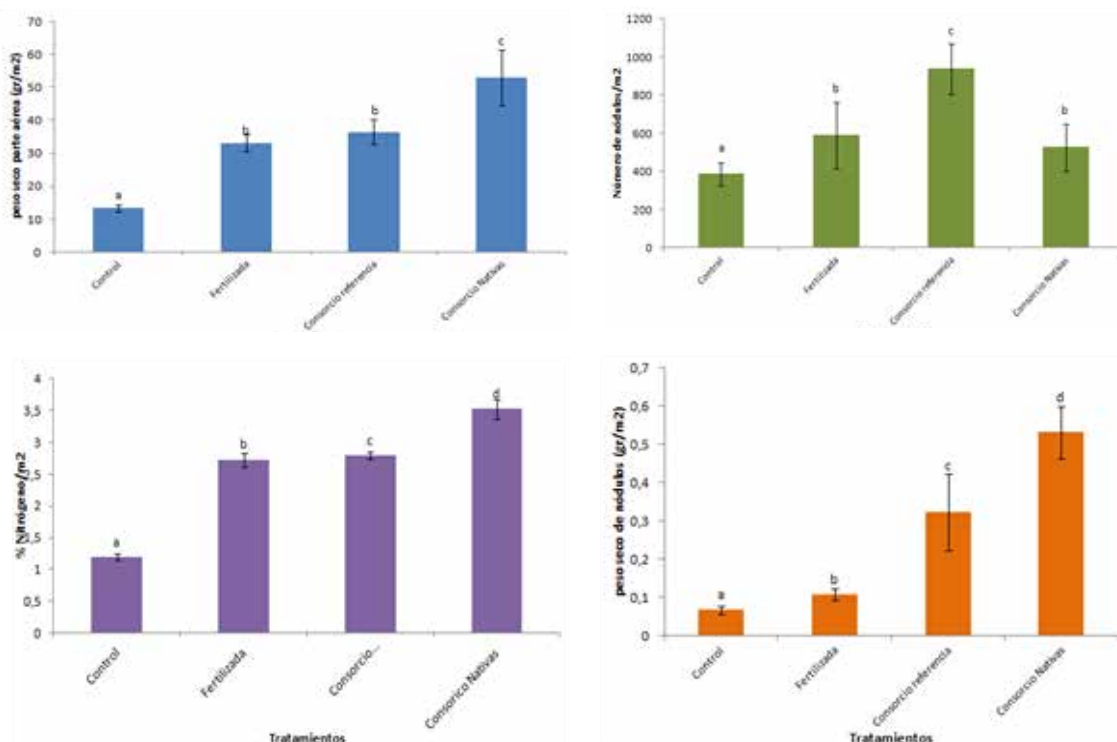 peso seco parte aérea (gr/m2)
70
60
50
40
30
20
10
0
a
b
b
c
Control
Fertilizada
Consorcio referencia
Consorcio Nativas
Número de nódulos/m2
1200
1000
800
600
400
200
0
a
b
c
b
Control
Fertilizada
Consorcio referencia
Consorcio Nativas
% Nitrógeno/m2
4
3,5
3
2,5
2
1,5
1
0,5
0
a
b
c
d
Control
Fertilizada
Consorcio...
Consorico Nativas
Tratamientos
peso seco de nódulos (gr/m2)
0,7
0,6
0,5
0,4
0,3
0,2
0,1
0
a
b
c
d
Control
Fertilizada
Consorcio referencia
Consorcio Nativas
Tratamientos